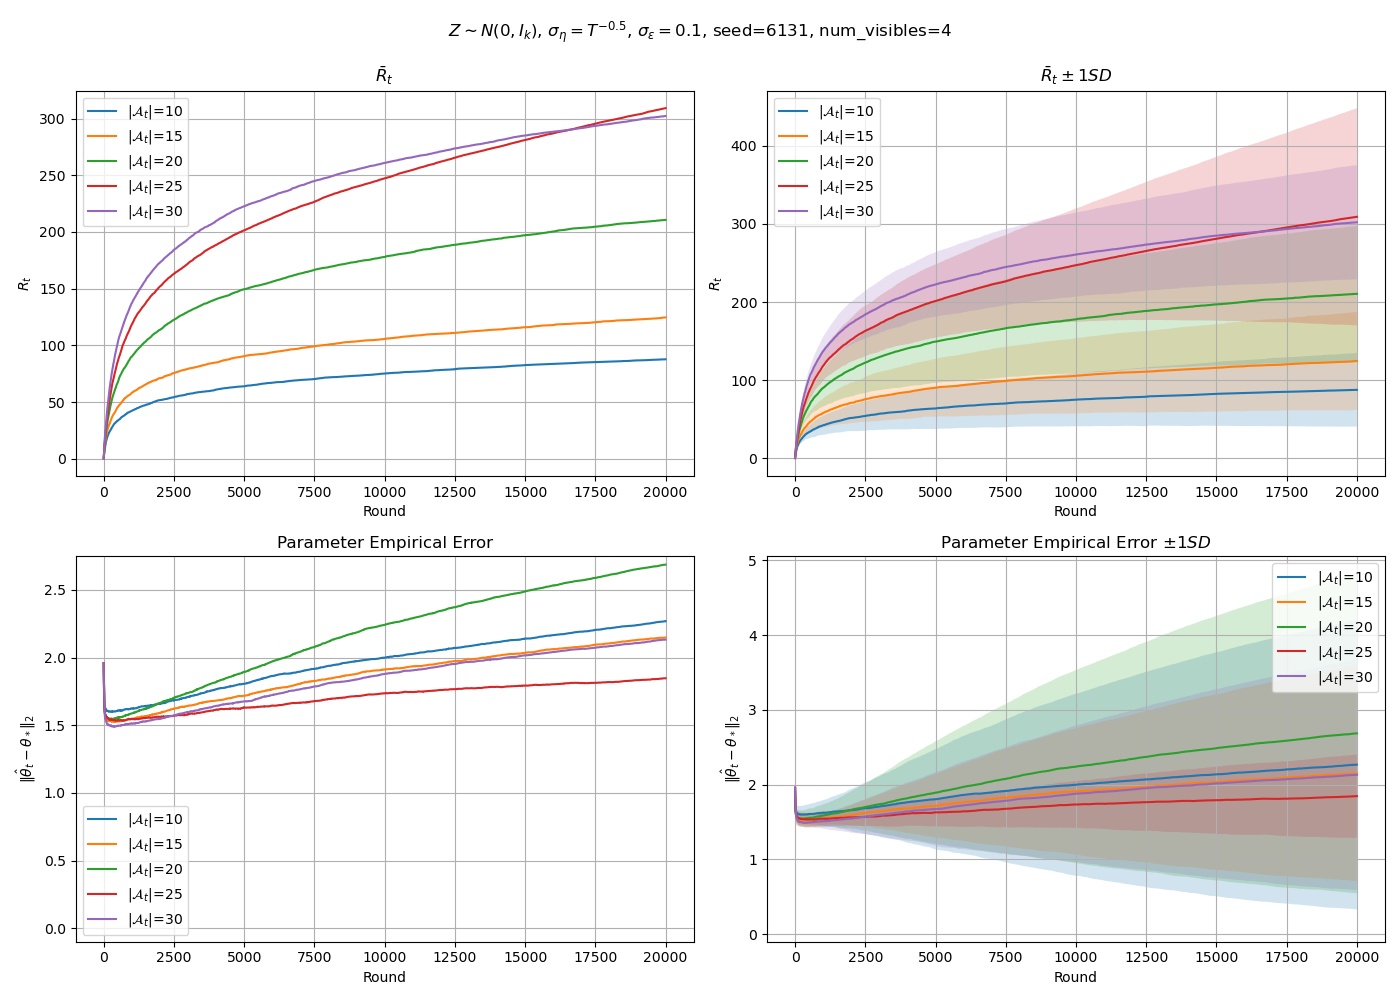 Z ∼ N(0, I_k), σ_η = T^{−0.5}, σ_ε = 0.1, seed=6131, num_visibles=4
R̄_t
R̄_t ± 1SD
R_t
300
250
200
150
100
50
0
|𝒜_t|=10
|𝒜_t|=15
|𝒜_t|=20
|𝒜_t|=25
|𝒜_t|=30
0 2500 5000 7500 10000 12500 15000 17500 20000
Round
R_t
400
300
200
100
0
|𝒜_t|=10
|𝒜_t|=15
|𝒜_t|=20
|𝒜_t|=25
|𝒜_t|=30
0 2500 5000 7500 10000 12500 15000 17500 20000
Round
Parameter Empirical Error
‖θ̂_t − θ_*‖_2
2.5
2.0
1.5
1.0
0.5
0.0
|𝒜_t|=10
|𝒜_t|=15
|𝒜_t|=20
|𝒜_t|=25
|𝒜_t|=30
0 2500 5000 7500 10000 12500 15000 17500 20000
Round
Parameter Empirical Error ±1SD
‖θ̂_t − θ_*‖_2
5
4
3
2
1
0
|𝒜_t|=10
|𝒜_t|=15
|𝒜_t|=20
|𝒜_t|=25
|𝒜_t|=30
0 2500 5000 7500 10000 12500 15000 17500 20000
Round